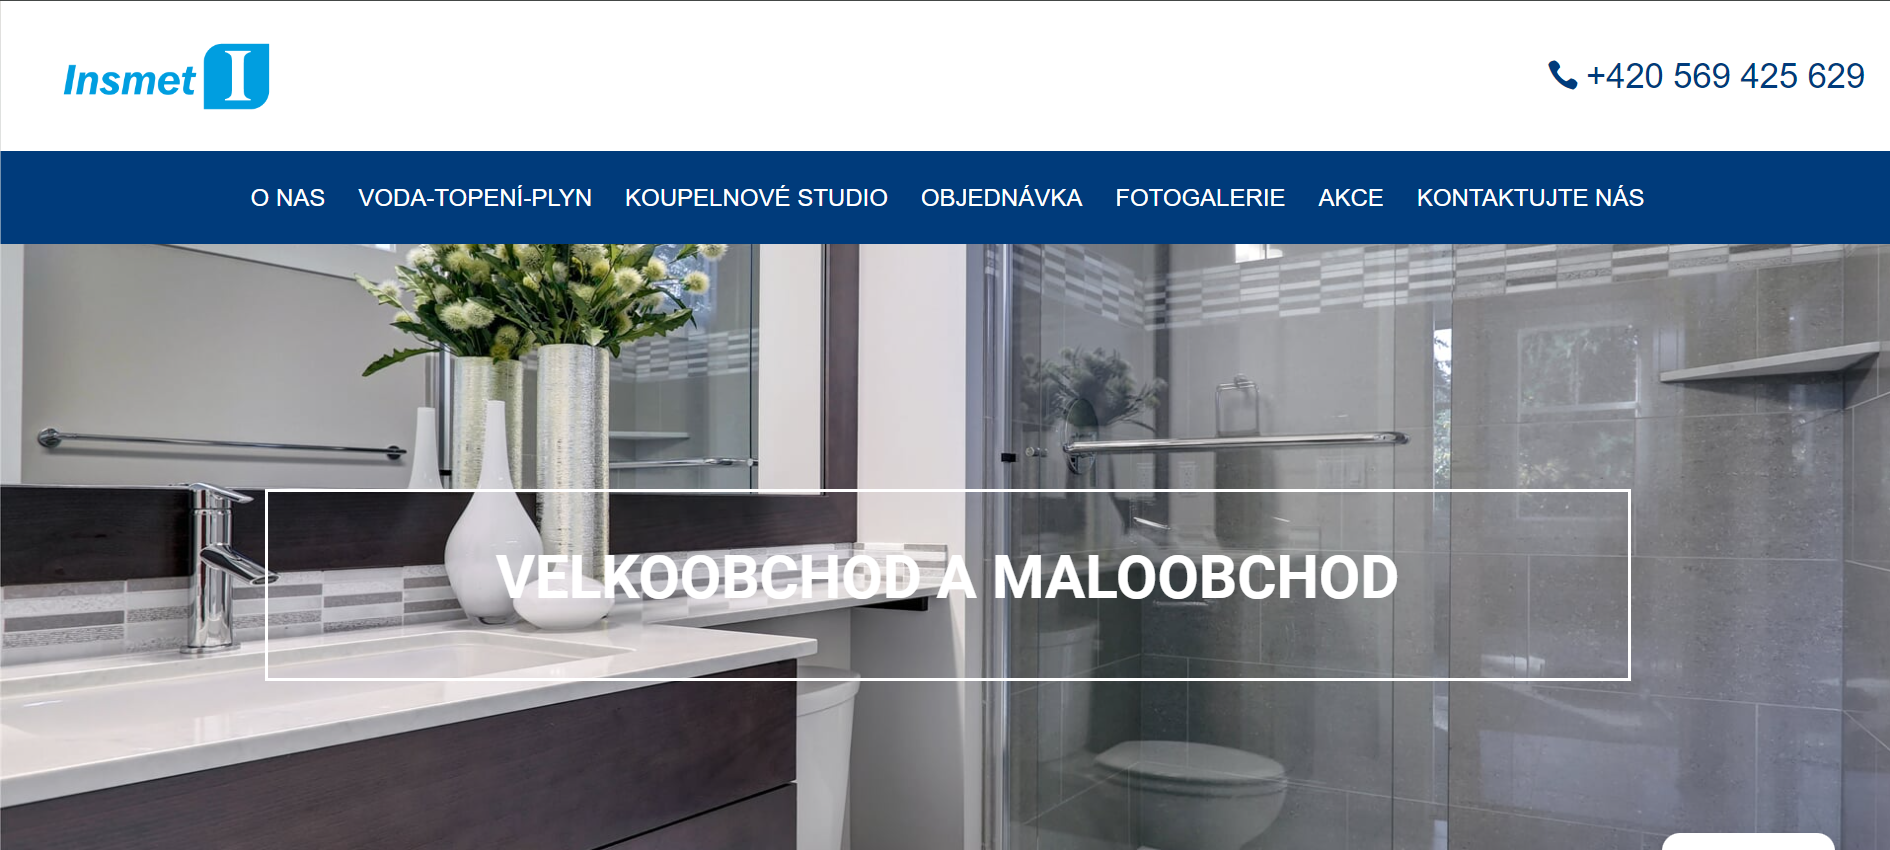 Insmet I
+420 569 425 629
O NAS VODA-TOPENÍ-PLYN KOUPELNOVÉ STUDIO OBJEDNÁVKA FOTOGALERIE AKCE KONTAKTUJTE NÁS
VELKOOBCHOD A MALOOBCHOD